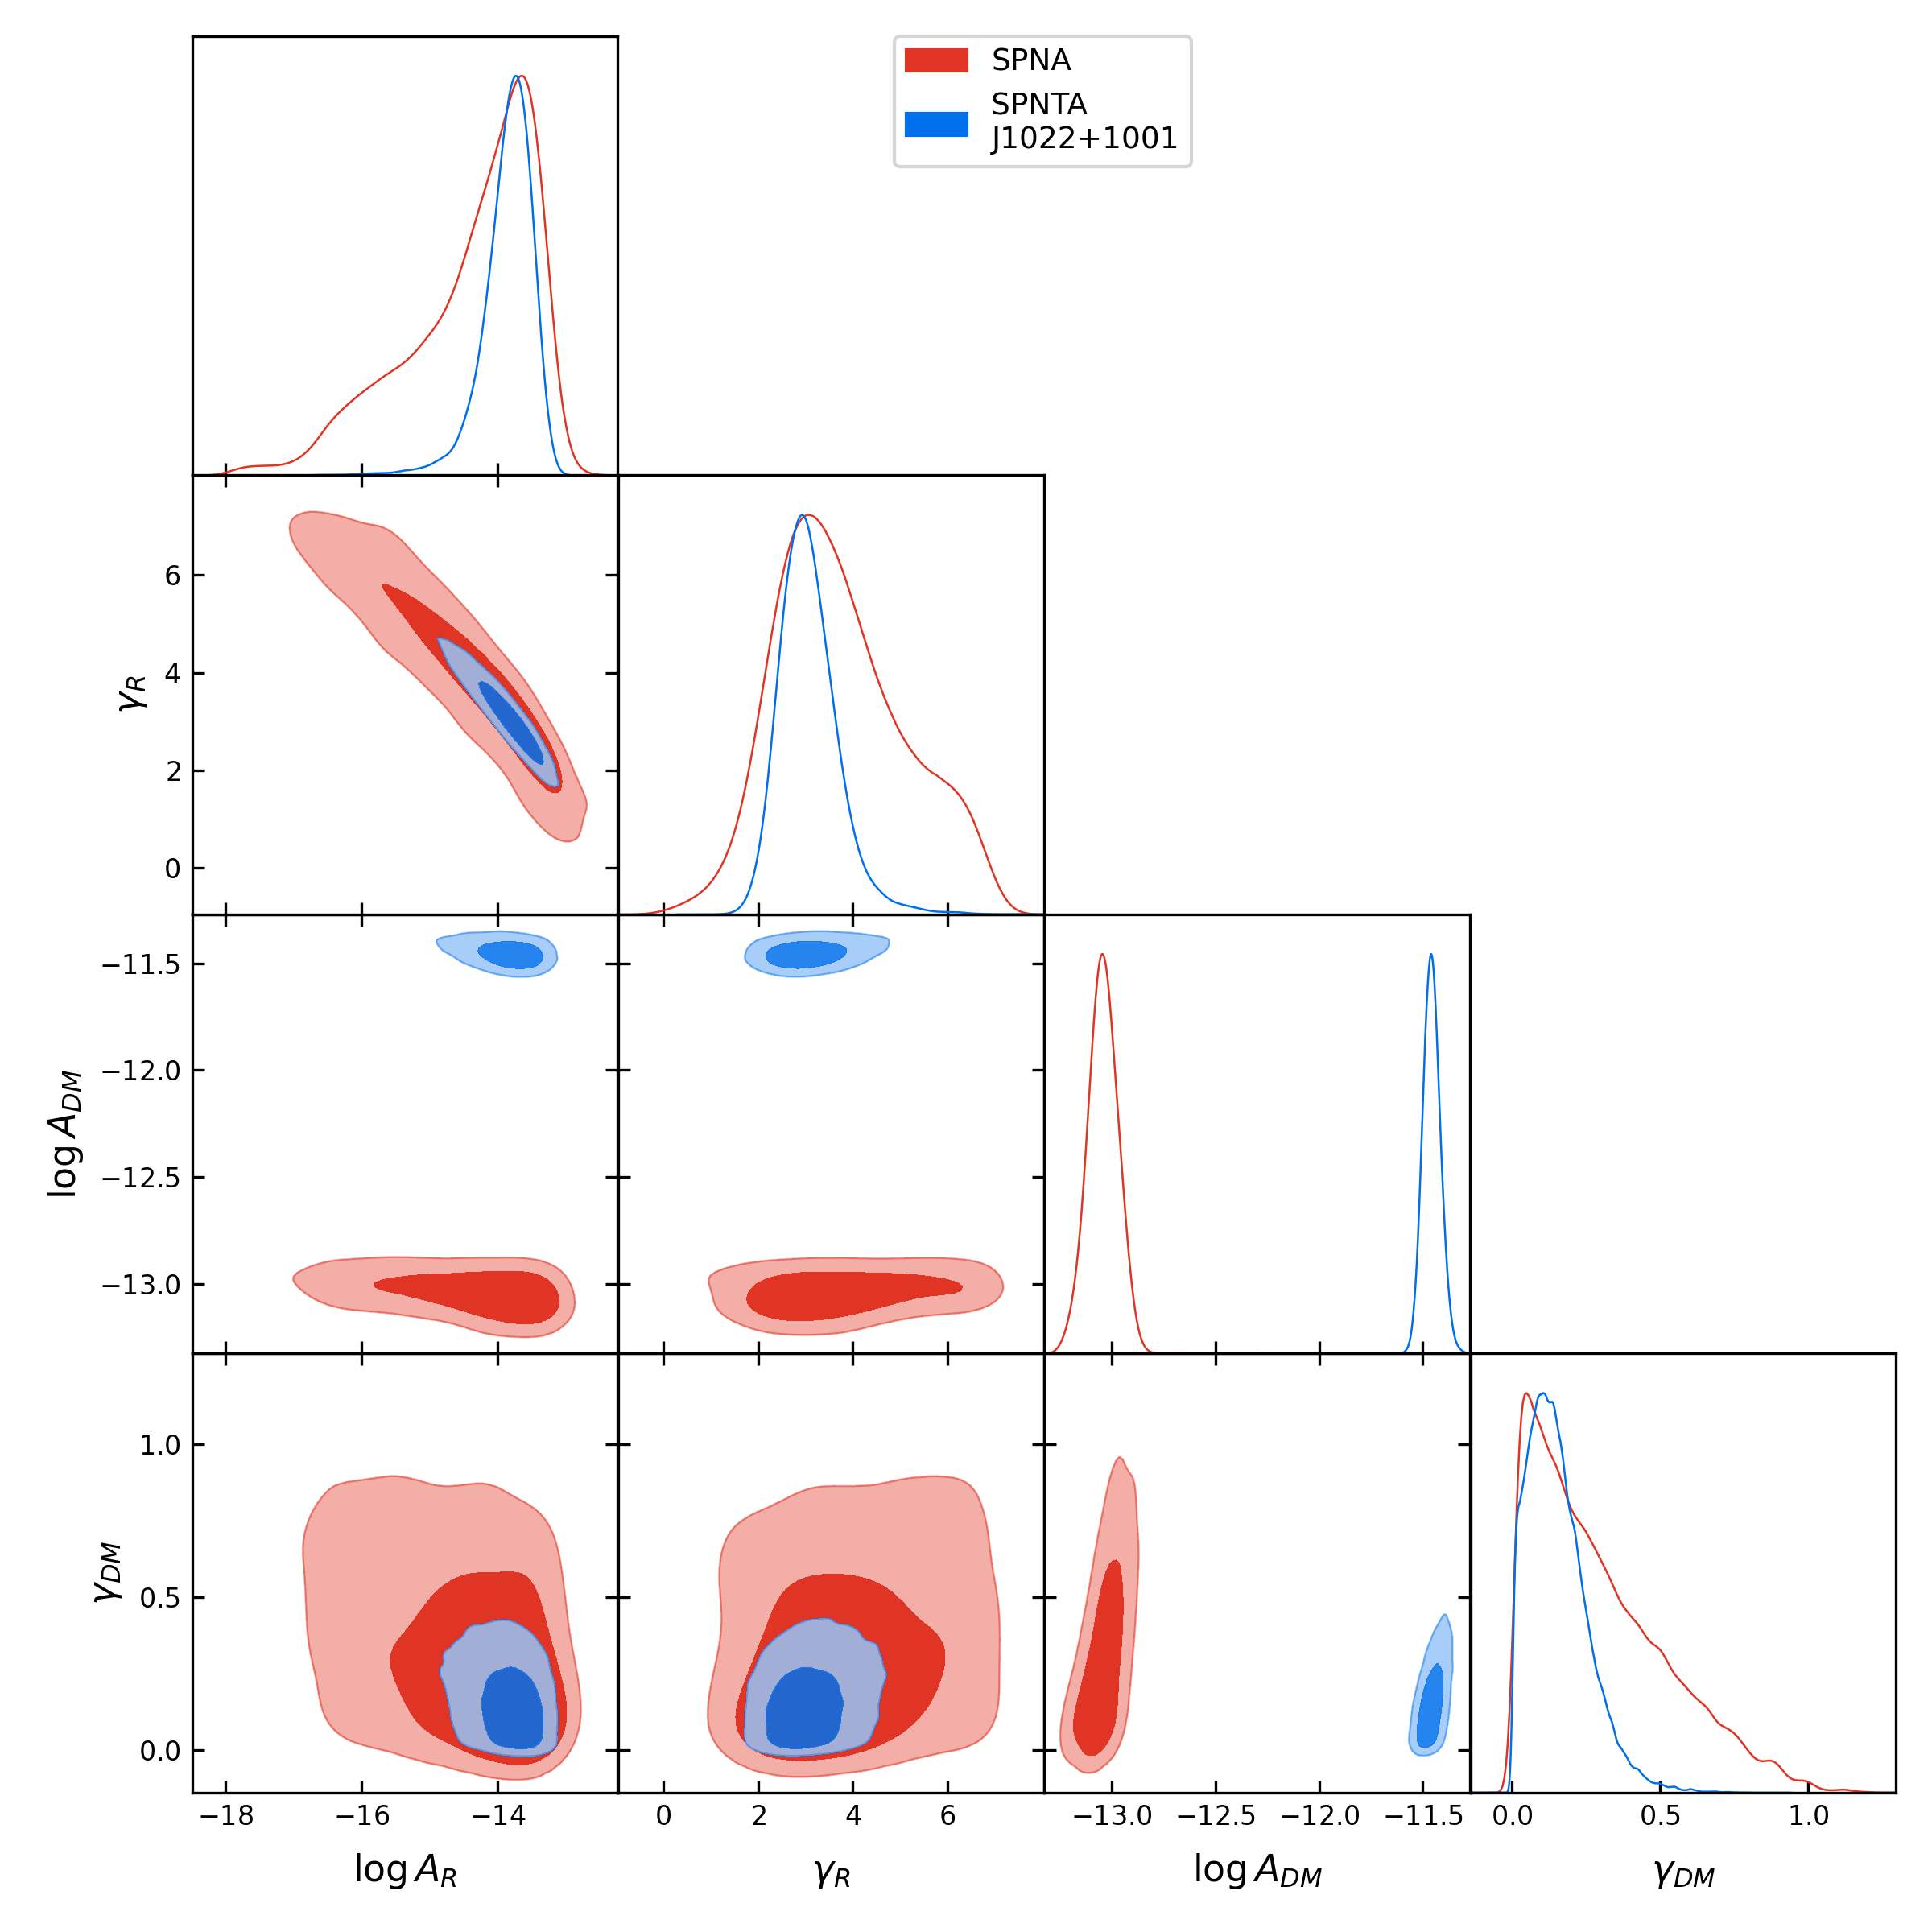 SPNA
SPNTA
J1022+1001
6
4
2
0
γ_R
−11.5
−12.0
−12.5
−13.0
log A_DM
1.0
0.5
0.0
γ_DM
−18 −16 −14 0 2 4 6 −13.0 −12.5 −12.0 −11.5 0.0 0.5 1.0
log A_R γ_R log A_DM γ_DM